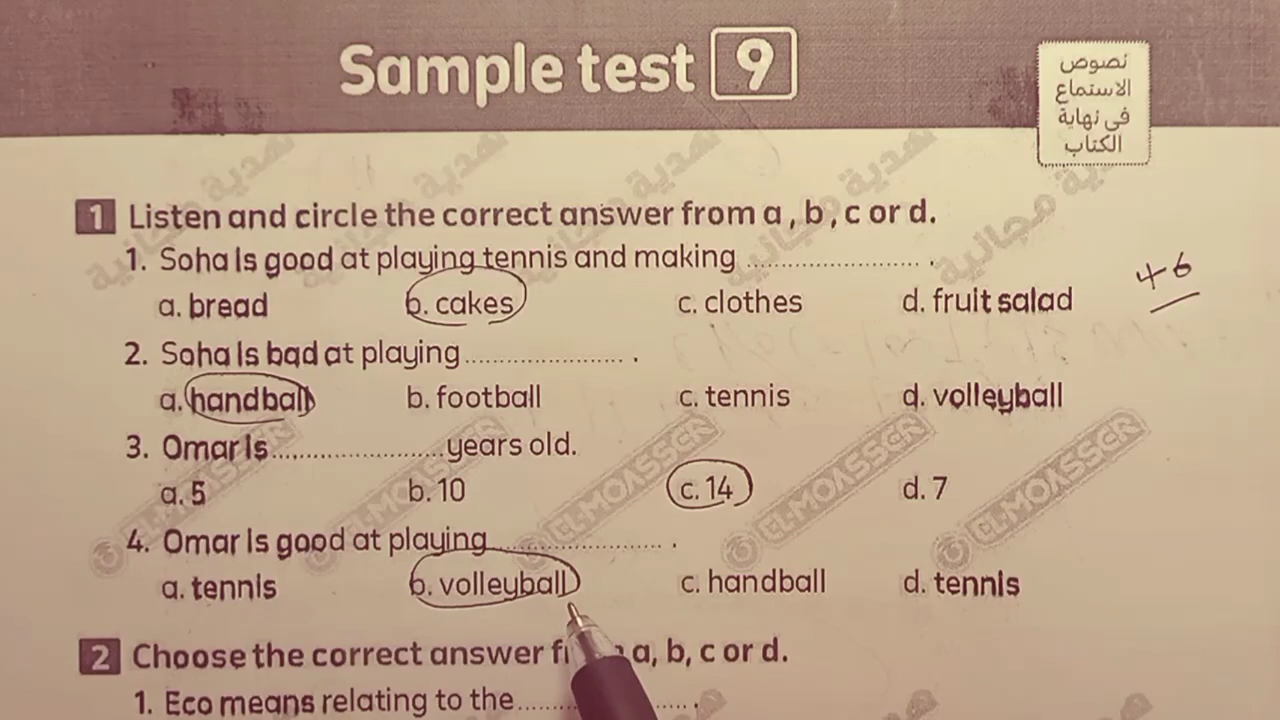 Sample test 9
نصوص
الاستماع
فى نهاية
الكتاب
1 Listen and circle the correct answer from a , b , c or d.
1. Soha is good at playing tennis and making .................... .
a. bread b. cakes c. clothes d. fruit salad
+6
2. Soha is bad at playing.................... .
a. handball b. football c. tennis d. volleyball
3. Omar is....................years old.
a. 5 b. 10 c. 14 d. 7
4. Omar is good at playing.................... .
a. tennis b. volleyball c. handball d. tennis
2 Choose the correct answer a, b, c or d.
1. Eco means relating to the.................... .
هدية مجانية
ELMOASSER